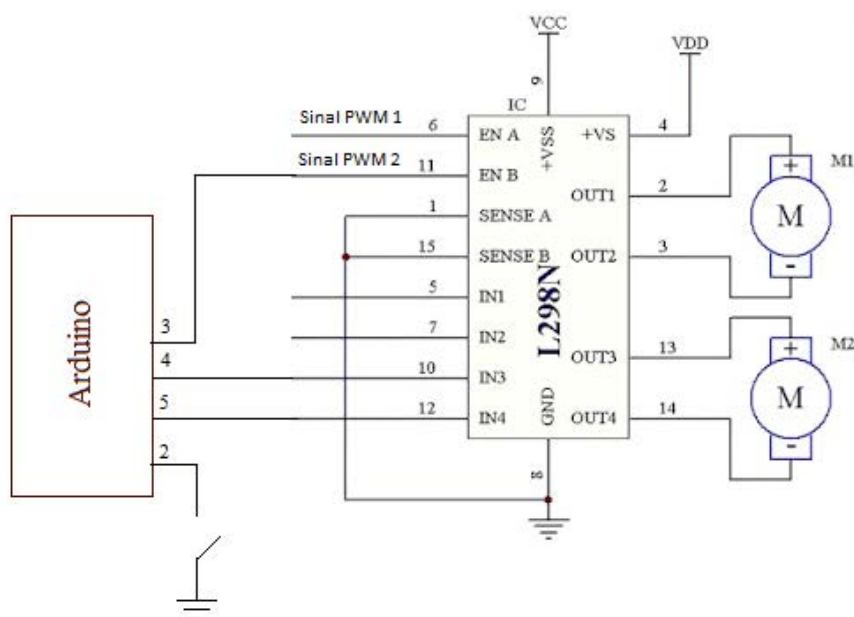 VCC
VDD
9
IC
Sinal PWM 1
6
EN A
+VSS
+VS
4
M1
+
M
-
Sinal PWM 2
11
EN B
OUT1
2
1
SENSE A
15
SENSE B
OUT2
3
5
IN1
L298N
7
IN2
M2
+
M
-
OUT3
13
10
IN3
12
IN4
GND
OUT4
14
8
Arduino
3
4
5
2